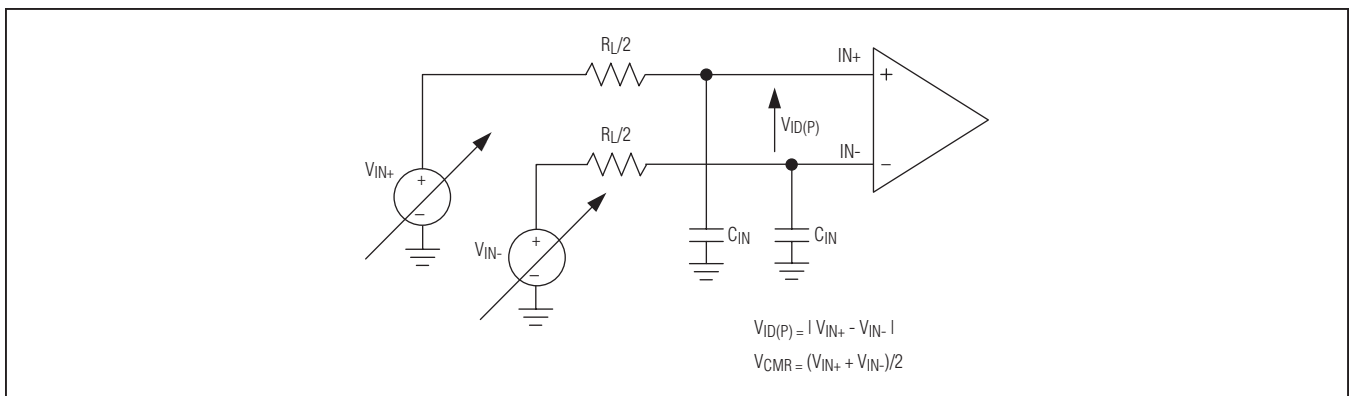 RL/2
IN+
+
VID(P)
RL/2
IN-
−
VIN+
+
−
VIN-
+
−
CIN
CIN
VID(P) = | VIN+ - VIN- |
VCMR = (VIN+ + VIN-)/2